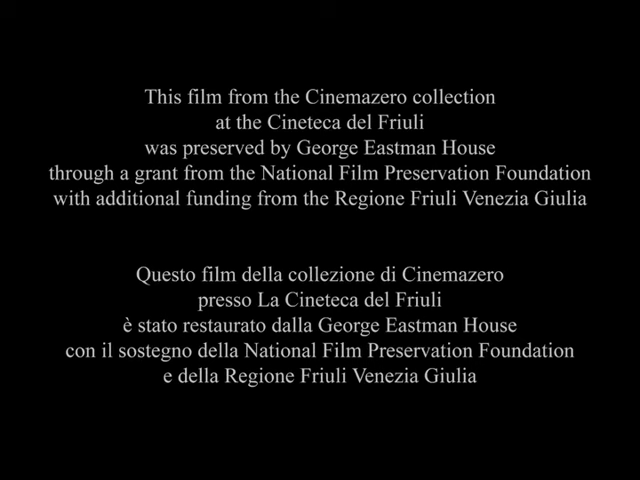 This film from the Cinemazero collection
at the Cineteca del Friuli
was preserved by George Eastman House
through a grant from the National Film Preservation Foundation
with additional funding from the Regione Friuli Venezia Giulia
Questo film della collezione di Cinemazero
presso La Cineteca del Friuli
è stato restaurato dalla George Eastman House
con il sostegno della National Film Preservation Foundation
e della Regione Friuli Venezia Giulia